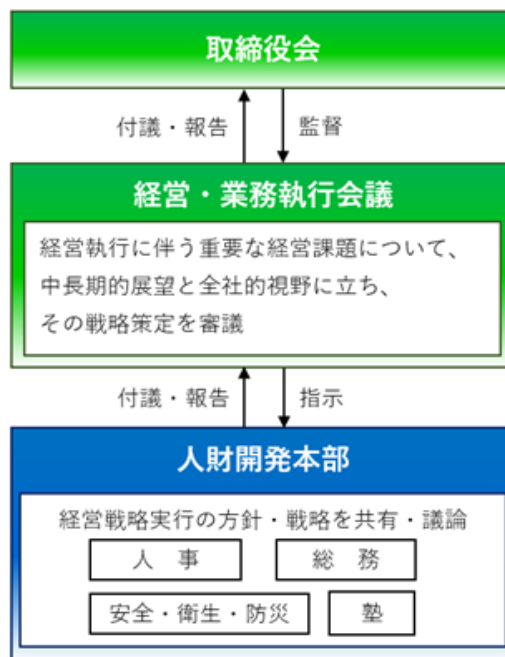 取締役会
付議・報告 監督
経営・業務執行会議
経営執行に伴う重要な経営課題について、
中長期的展望と全社的視野に立ち、
その戦略策定を審議
付議・報告 指示
人財開発本部
経営戦略実行の方針・戦略を共有・議論
人　事 総　務
安全・衛生・防災 塾